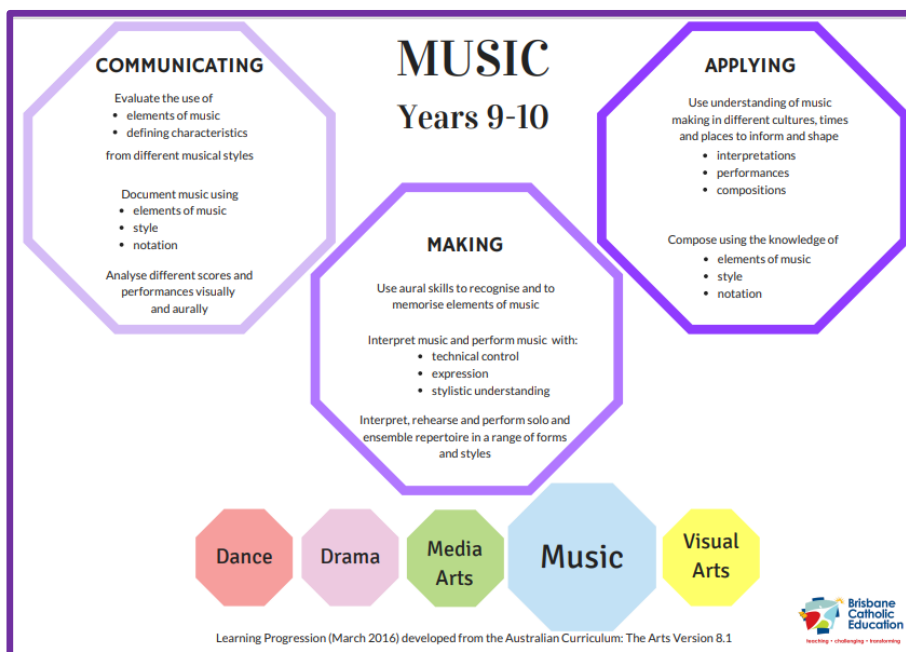 MUSIC
Years 9-10
COMMUNICATING
Evaluate the use of
• elements of music
• defining characteristics
from different musical styles
Document music using
• elements of music
• style
• notation
Analyse different scores and
performances visually
and aurally
MAKING
Use aural skills to recognise and to
memorise elements of music
Interpret music and perform music with:
• technical control
• expression
• stylistic understanding
Interpret, rehearse and perform solo and
ensemble repertoire in a range of forms
and styles
APPLYING
Use understanding of music
making in different cultures, times
and places to inform and shape
• interpretations
• performances
• compositions
Compose using the knowledge of
• elements of music
• style
• notation
Dance
Drama
Media
Arts
Music
Visual
Arts
Brisbane
Catholic
Education
teaching • challenging • transforming
Learning Progression (March 2016) developed from the Australian Curriculum: The Arts Version 8.1